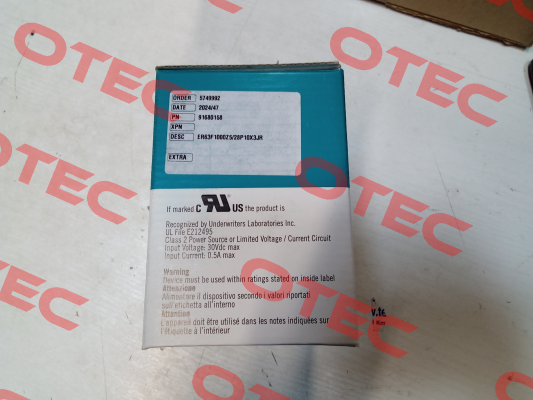 OTEC
ORDER 5749992
DATE 2024/47
PN 91680158
XPN
DESC ER63F1000Z5/28P10X3JR
EXTRA
If marked C RU US the product is
Recognized by Underwriters Laboratories Inc.
UL File E212495
Class 2 Power Source or Limited Voltage / Current Circuit
Input Voltage: 30Vdc max
Input Current: 0.5A max
Warning
Device must be used within ratings stated on inside label
Attenzione
Alimentare il dispositivo secondo i valori riportati
sull'etichetta all'interno
Attention
L'appareil doit être utilisé dans les notes indiquées sur
l'étiquette à l'intérieur
OTEC
OTEC
OTEC
OTEC